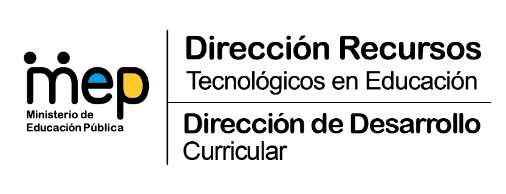 mep
Ministerio de
Educación Pública
Dirección Recursos
Tecnológicos en Educación
Dirección de Desarrollo
Curricular